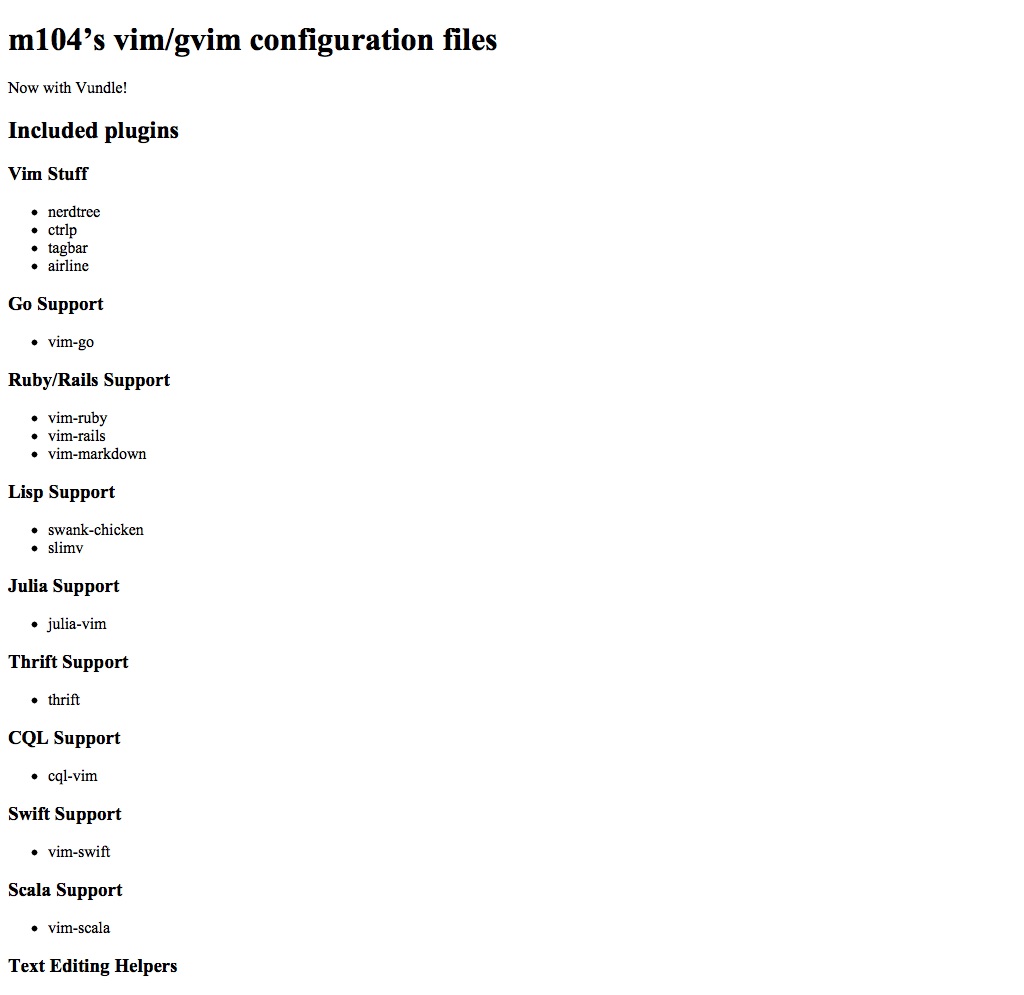 m104’s vim/gvim configuration files
Now with Vundle!
Included plugins
Vim Stuff
• nerdtree
• ctrlp
• tagbar
• airline
Go Support
• vim-go
Ruby/Rails Support
• vim-ruby
• vim-rails
• vim-markdown
Lisp Support
• swank-chicken
• slimv
Julia Support
• julia-vim
Thrift Support
• thrift
CQL Support
• cql-vim
Swift Support
• vim-swift
Scala Support
• vim-scala
Text Editing Helpers